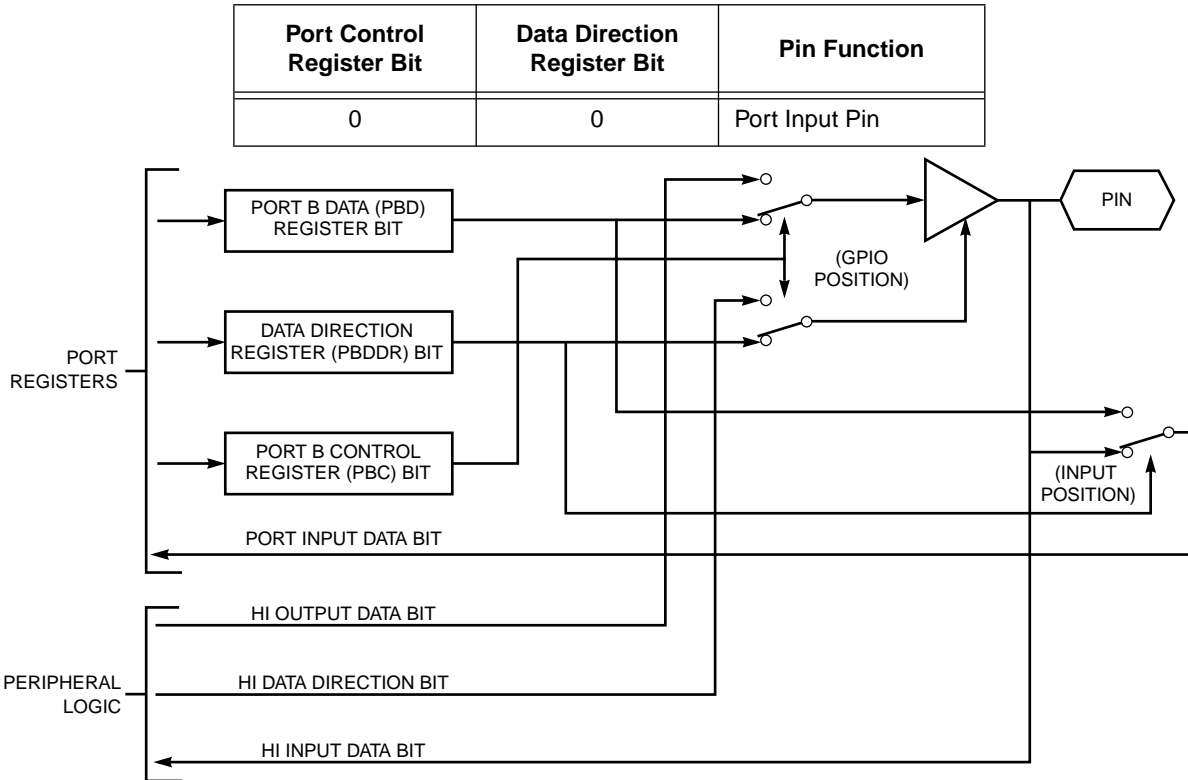 Port Control
Register Bit
Data Direction
Register Bit
Pin Function
0
0
Port Input Pin
PORT B DATA (PBD)
REGISTER BIT
PIN
(GPIO
POSITION)
DATA DIRECTION
REGISTER (PBDDR) BIT
PORT
REGISTERS
PORT B CONTROL
REGISTER (PBC) BIT
(INPUT
POSITION)
PORT INPUT DATA BIT
HI OUTPUT DATA BIT
PERIPHERAL
LOGIC
HI DATA DIRECTION BIT
HI INPUT DATA BIT